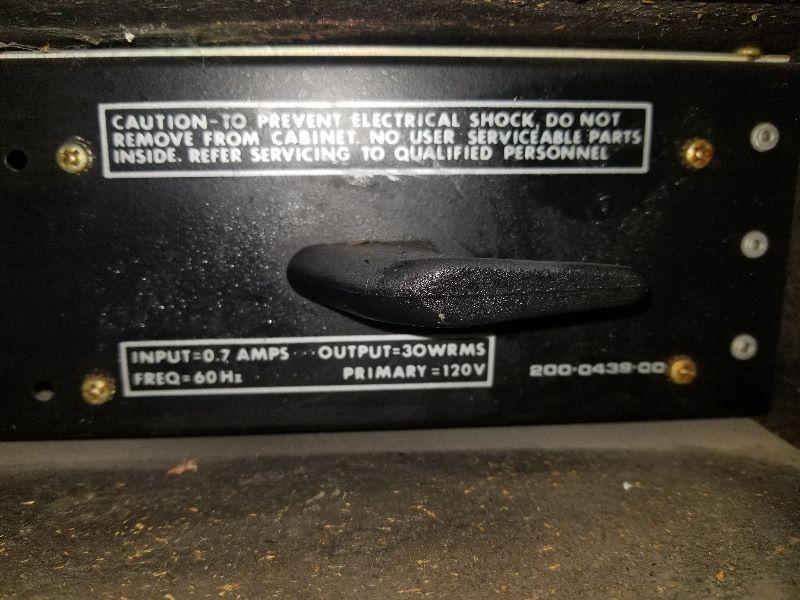 CAUTION-TO PREVENT ELECTRICAL SHOCK, DO NOT
REMOVE FROM CABINET. NO USER SERVICEABLE PARTS
INSIDE. REFER SERVICING TO QUALIFIED PERSONNEL
INPUT=0.7 AMPS ··· OUTPUT=30WRMS
FREQ=60Hz PRIMARY=120V
200-0439-00